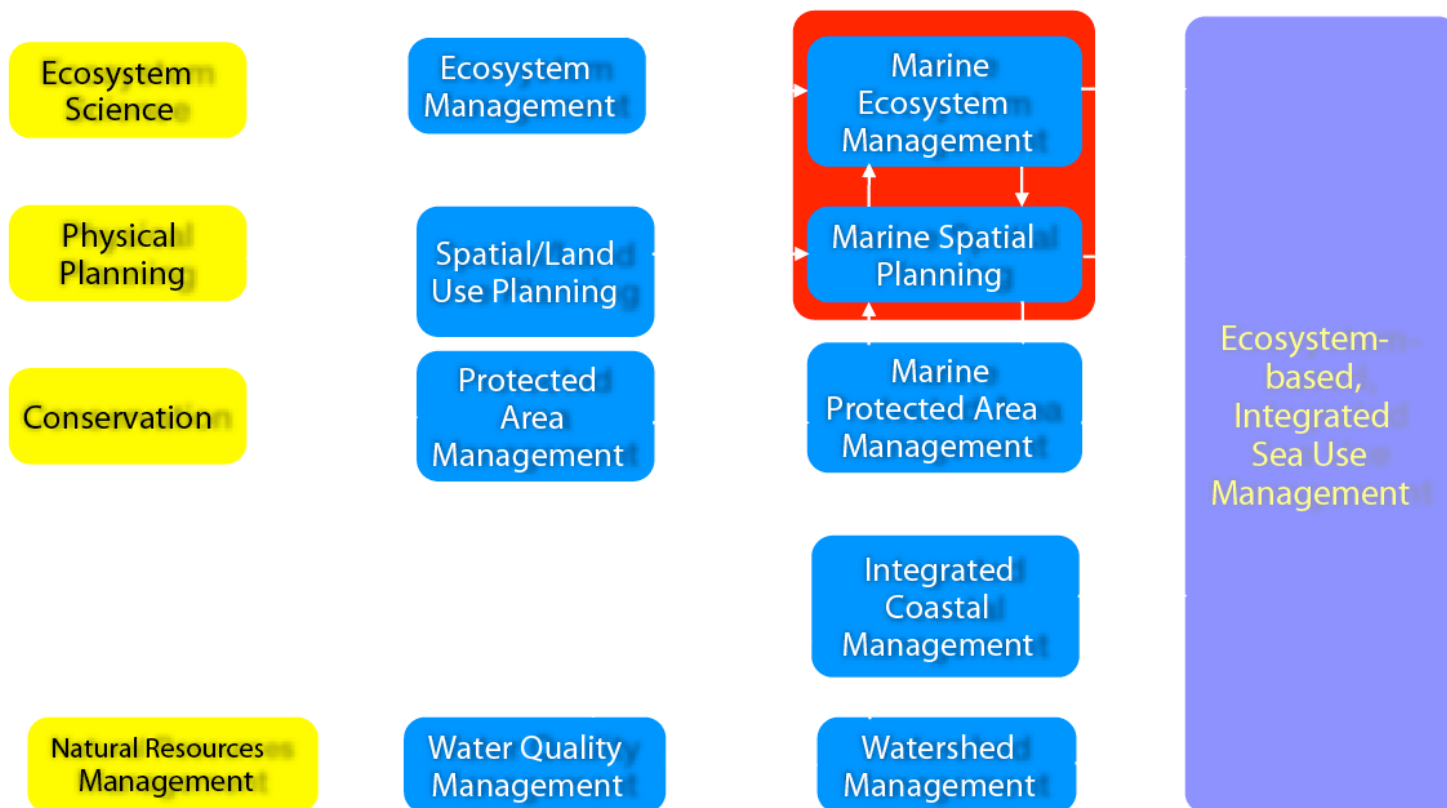 Ecosystem
Science
Ecosystem
Management
Marine
Ecosystem
Management
Physical
Planning
Spatial/Land
Use Planning
Marine Spatial
Planning
Conservation
Protected
Area
Management
Marine
Protected Area
Management
Integrated
Coastal
Management
Natural Resources
Management
Water Quality
Management
Watershed
Management
Ecosystem-
based,
Integrated
Sea Use
Management